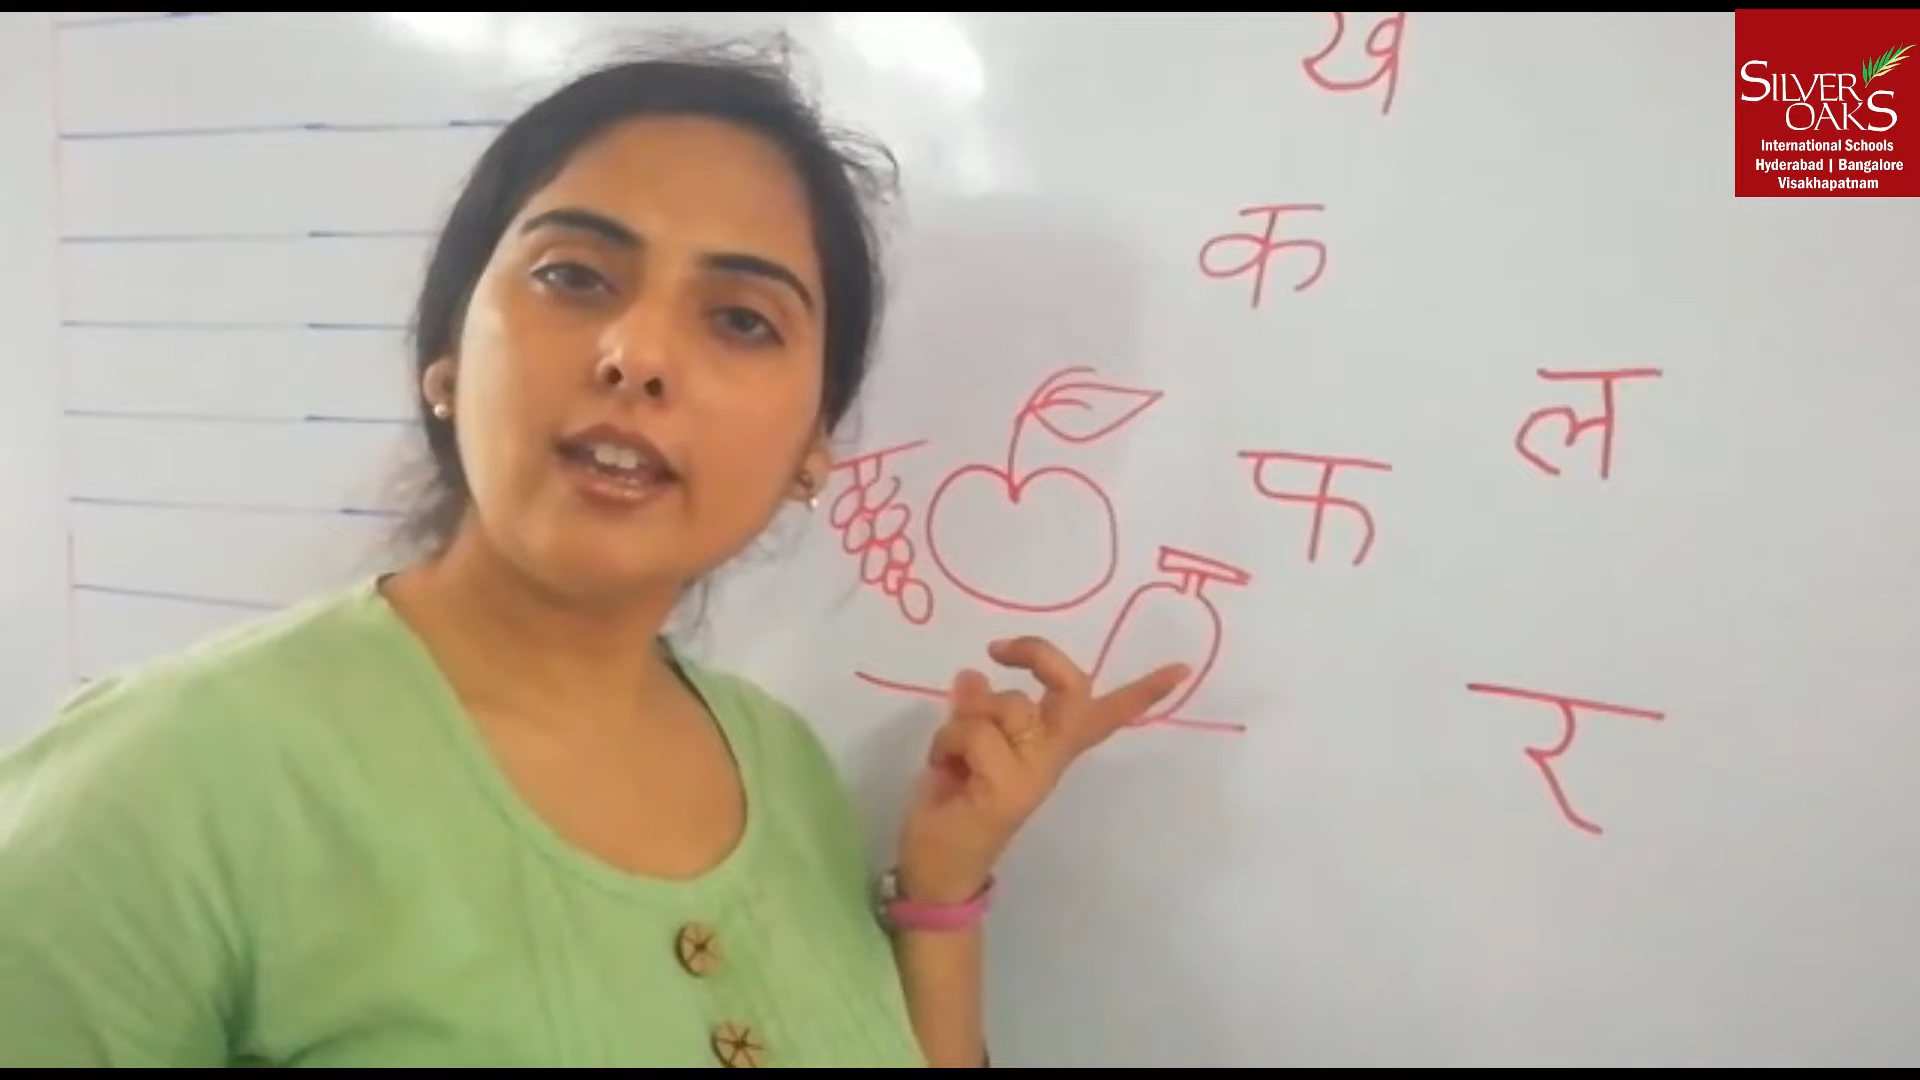 ख
क
ल
फ
र
SILVER
OAKS
International Schools
Hyderabad | Bangalore
Visakhapatnam